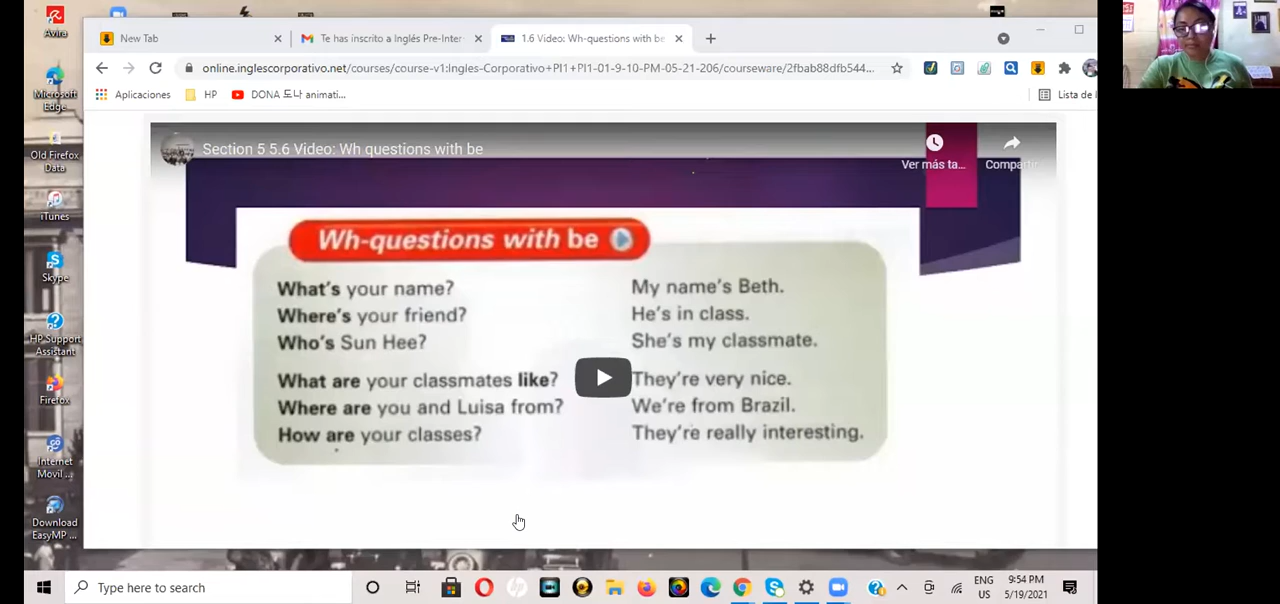 Avira
Microsoft
Edge
Old Firefox
Data
iTunes
Skype
HP Support
Assistant
Firefox
Internet
Movil ...
Download
EasyMP ...
New Tab
Te has inscrito a Inglés Pre-Inter
1.6 Video: Wh-questions with be
online.inglescorporativo.net/courses/course-v1:Ingles-Corporativo+PI1+PI1-01-9-10-PM-05-21-206/courseware/2fbab88dfb544...
Aplicaciones
HP
DONA 도나 animati...
Lista de l
Section 5 5.6 Video: Wh questions with be
Ver más ta...
Compartir
Wh-questions with be
What's your name? My name's Beth.
Where's your friend? He's in class.
Who's Sun Hee? She's my classmate.
What are your classmates like? They're very nice.
Where are you and Luisa from? We're from Brazil.
How are your classes? They're really interesting.
Type here to search
ENG
US
9:54 PM
5/19/2021